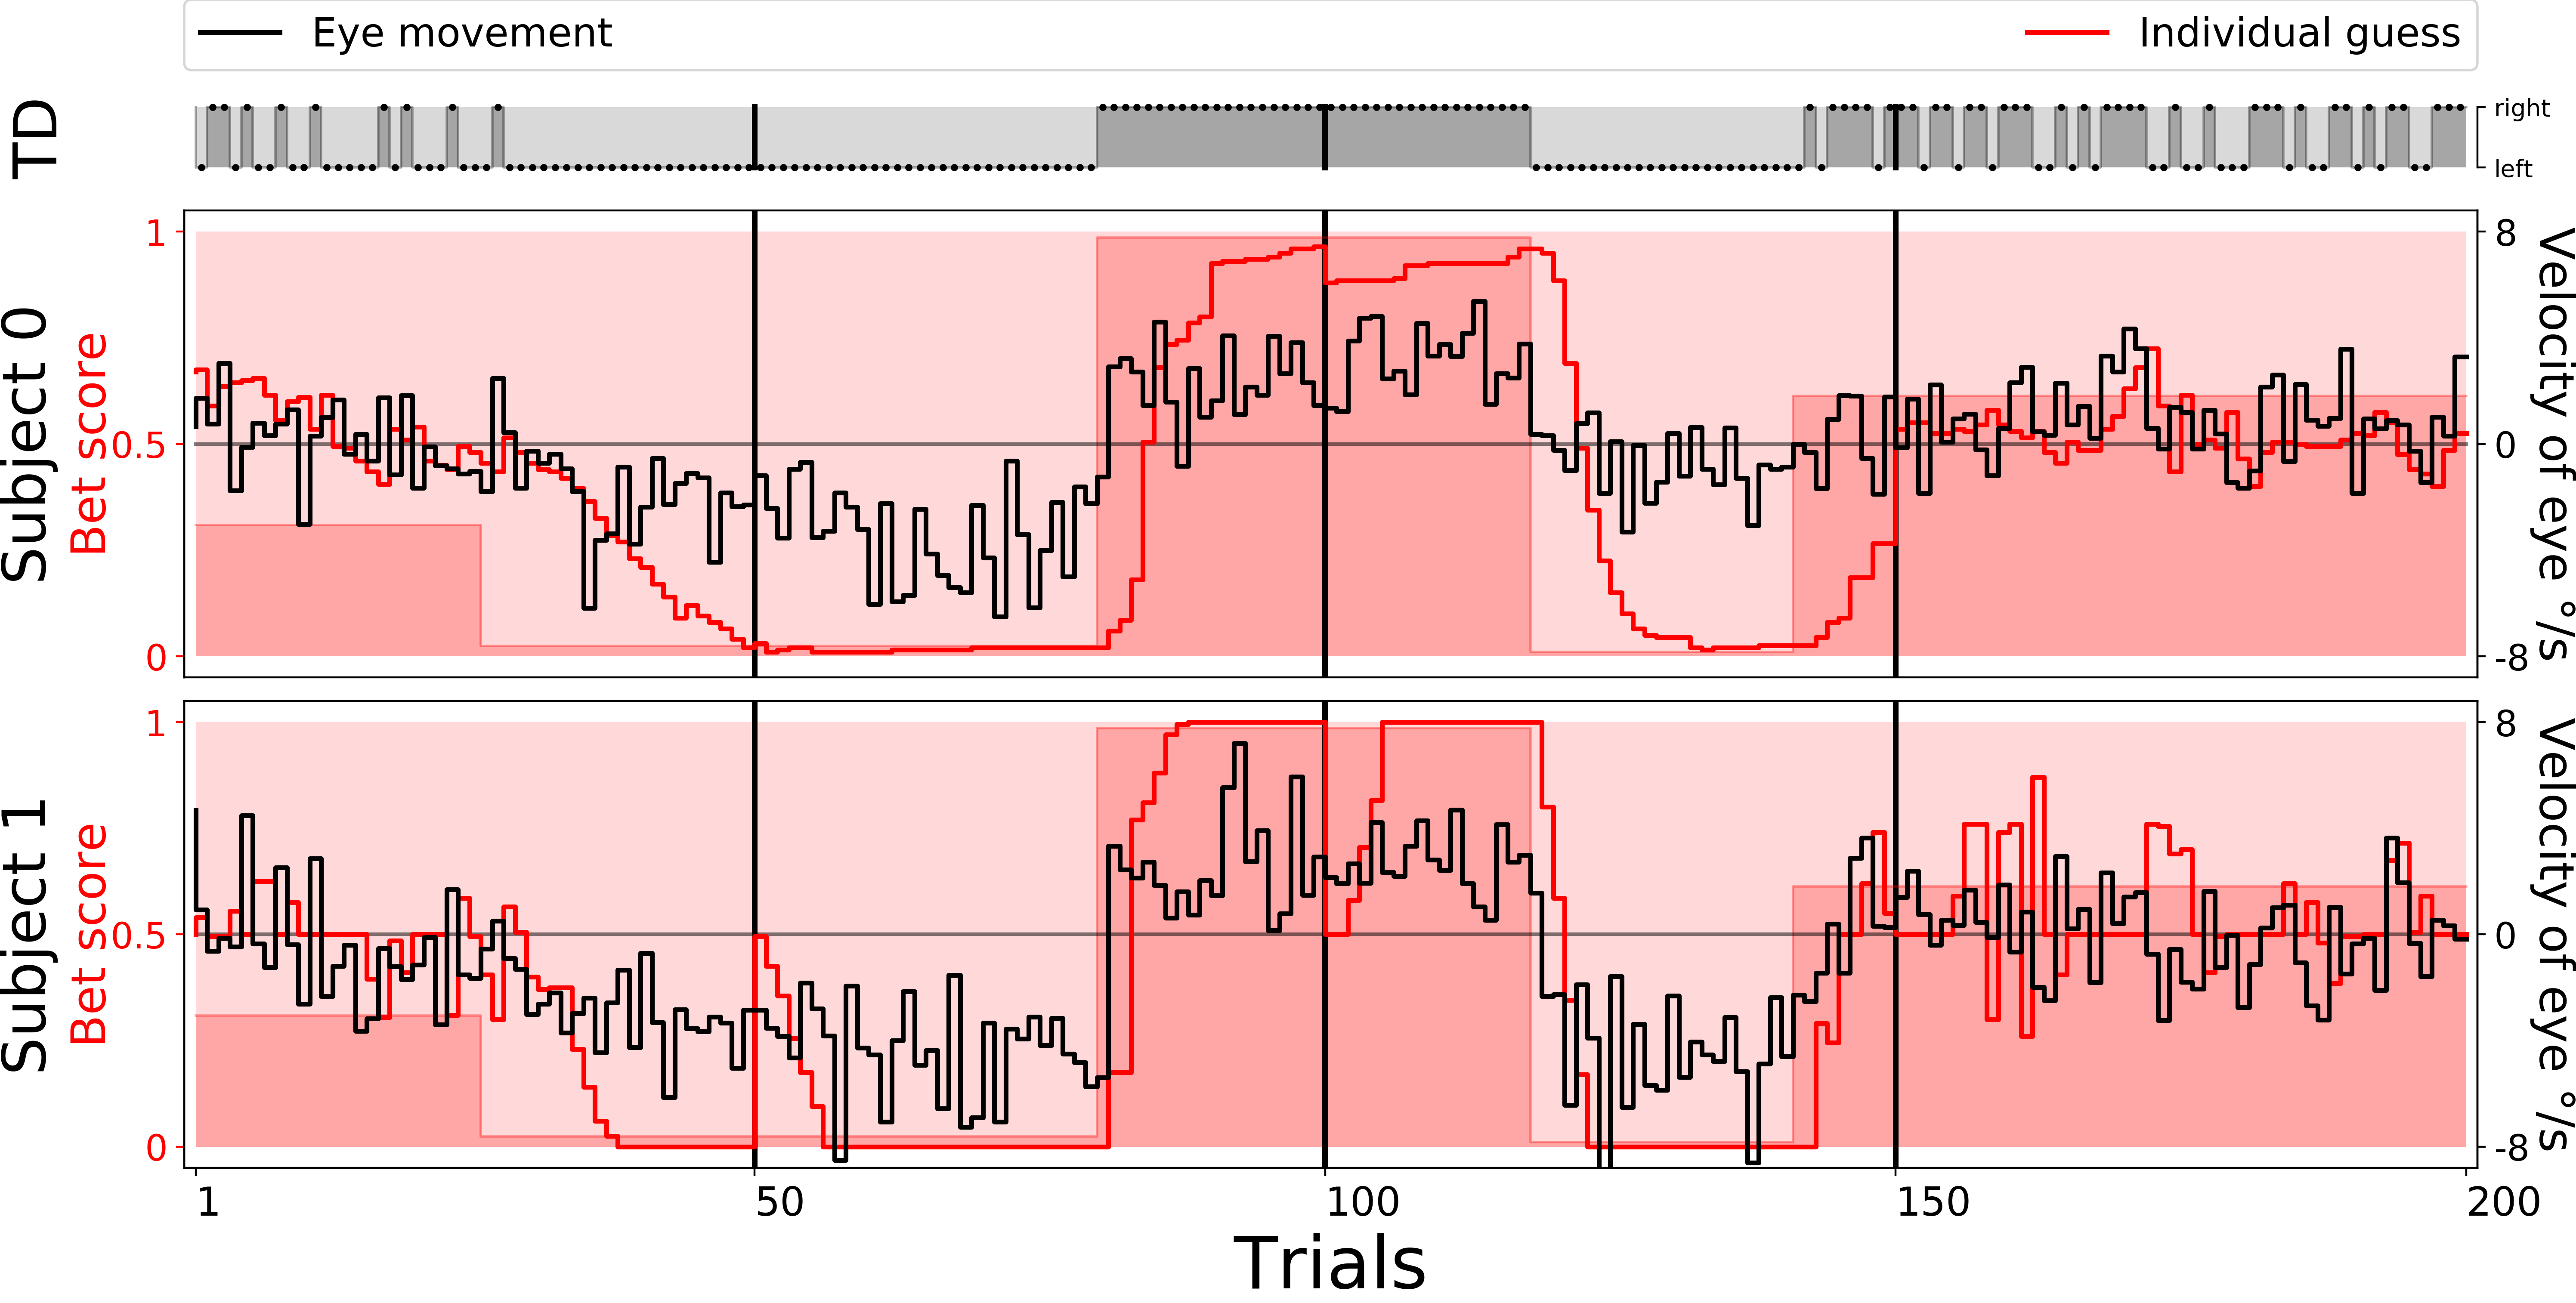 Eye movement
Individual guess
TD
right
left
Subject 0
Bet score
1
0.5
0
8
0
-8
Velocity of eye °/s
Subject 1
Bet score
1
0.5
0
8
0
-8
Velocity of eye °/s
1
50
100
150
200
Trials